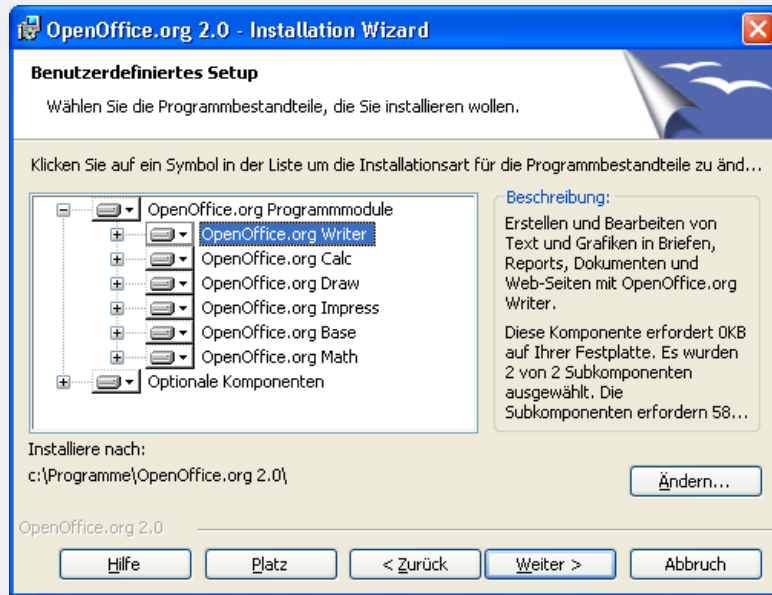 OpenOffice.org 2.0 - Installation Wizard
Benutzerdefiniertes Setup
Wählen Sie die Programmbestandteile, die Sie installieren wollen.
Klicken Sie auf ein Symbol in der Liste um die Installationsart für die Programmbestandteile zu änd...
OpenOffice.org Programmmodule
OpenOffice.org Writer
OpenOffice.org Calc
OpenOffice.org Draw
OpenOffice.org Impress
OpenOffice.org Base
OpenOffice.org Math
Optionale Komponenten
Beschreibung:
Erstellen und Bearbeiten von
Text und Grafiken in Briefen,
Reports, Dokumenten und
Web-Seiten mit OpenOffice.org
Writer.
Diese Komponente erfordert 0KB
auf Ihrer Festplatte. Es wurden
2 von 2 Subkomponenten
ausgewählt. Die
Subkomponenten erfordern 58...
Installiere nach:
c:\Programme\OpenOffice.org 2.0\
Ändern...
OpenOffice.org 2.0
Hilfe
Platz
< Zurück
Weiter >
Abbruch